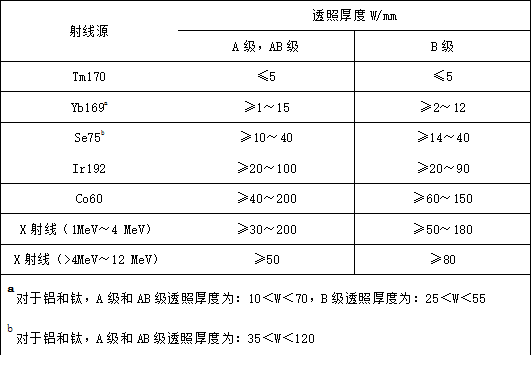 射线源 透照厚度 W/mm
A 级，AB级 B 级
Tm170 ≤5 ≤5
Yb169ᵃ ≥1～15 ≥2～12
Se75ᵇ ≥10～40 ≥14～40
Ir192 ≥20～100 ≥20～90
Co60 ≥40～200 ≥60～150
X 射线（1MeV～4 MeV） ≥30～200 ≥50～180
X 射线（>4MeV～12 MeV） ≥50 ≥80
ᵃ 对于铝和钛，A 级和 AB 级透照厚度为：10＜W＜70，B 级透照厚度为：25＜W＜55
ᵇ 对于铝和钛，A 级和 AB 级透照厚度为：35＜W＜120